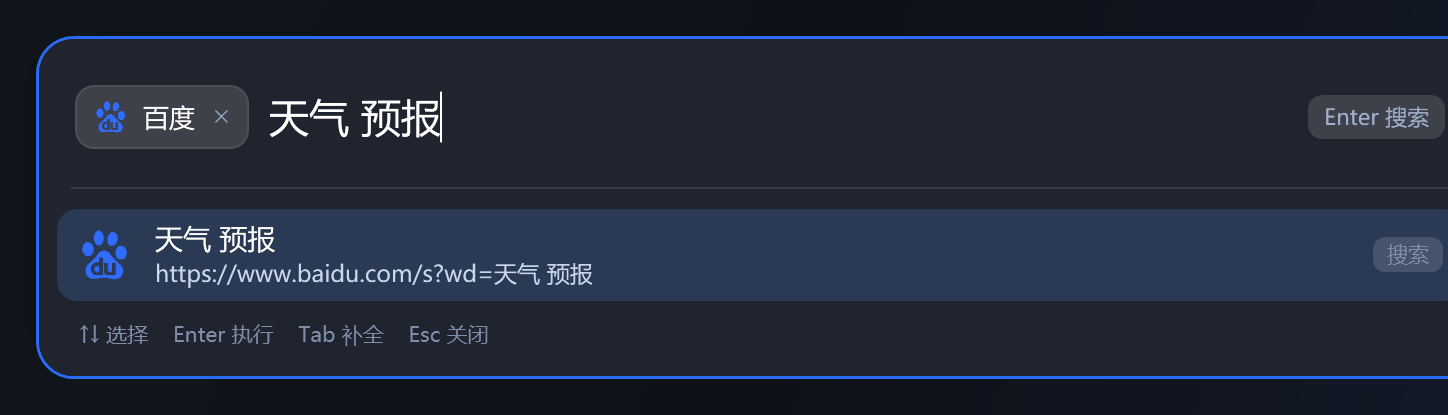 百度 × 天气 预报 Enter 搜索
天气 预报
https://www.baidu.com/s?wd=天气 预报
搜索
↑↓ 选择 Enter 执行 Tab 补全 Esc 关闭